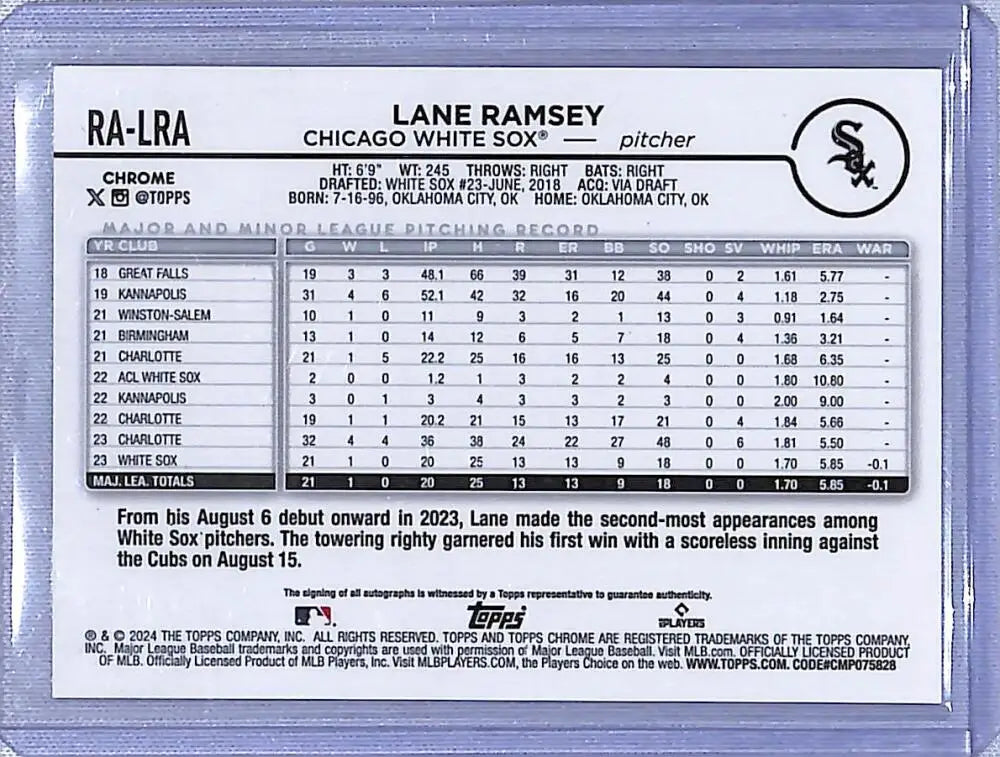 RA-LRA
LANE RAMSEY
CHICAGO WHITE SOX® — pitcher
Sox
CHROME
X @TOPPS
HT: 6'9" WT: 245 THROWS: RIGHT BATS: RIGHT
DRAFTED: WHITE SOX #23-JUNE, 2018 ACQ: VIA DRAFT
BORN: 7-16-96, OKLAHOMA CITY, OK HOME: OKLAHOMA CITY, OK
MAJOR AND MINOR LEAGUE PITCHING RECORD
YR CLUB G W L IP H R ER BB SO SHO SV WHIP ERA WAR
18 GREAT FALLS 19 3 3 48.1 66 39 31 12 38 0 2 1.61 5.77 -
19 KANNAPOLIS 31 4 6 52.1 42 32 16 20 44 0 4 1.18 2.75 -
21 WINSTON-SALEM 10 1 0 11 9 3 2 1 13 0 3 0.91 1.64 -
21 BIRMINGHAM 13 1 0 14 12 6 5 7 18 0 4 1.36 3.21 -
21 CHARLOTTE 21 1 5 22.2 25 16 16 13 25 0 0 1.68 6.35 -
22 ACL WHITE SOX 2 0 0 1.2 1 3 2 2 4 0 0 1.80 10.80 -
22 KANNAPOLIS 3 0 1 3 4 3 3 2 3 0 0 2.00 9.00 -
22 CHARLOTTE 19 1 1 20.2 21 15 13 17 21 0 4 1.84 5.66 -
23 CHARLOTTE 32 4 4 36 38 24 22 27 48 0 6 1.81 5.50 -
23 WHITE SOX 21 1 0 20 25 13 13 9 18 0 0 1.70 5.85 -0.1
MAJ. LEA. TOTALS 21 1 0 20 25 13 13 9 18 0 0 1.70 5.85 -0.1
From his August 6 debut onward in 2023, Lane made the second-most appearances among
White Sox pitchers. The towering righty garnered his first win with a scoreless inning against
the Cubs on August 15.
The signing of all autographs is witnessed by a Topps representative to guarantee authenticity.
topps PLAYERS
® & © 2024 THE TOPPS COMPANY, INC. ALL RIGHTS RESERVED. TOPPS AND TOPPS CHROME ARE REGISTERED TRADEMARKS OF THE TOPPS COMPANY,
INC. Major League Baseball trademarks and copyrights are used with permission of Major League Baseball. Visit MLB.com. OFFICIALLY LICENSED PRODUCT
OF MLB. Officially Licensed Product of MLB Players, Inc. Visit MLBPLAYERS.COM, the Players Choice on the web. WWW.TOPPS.COM. CODE#CMP075828